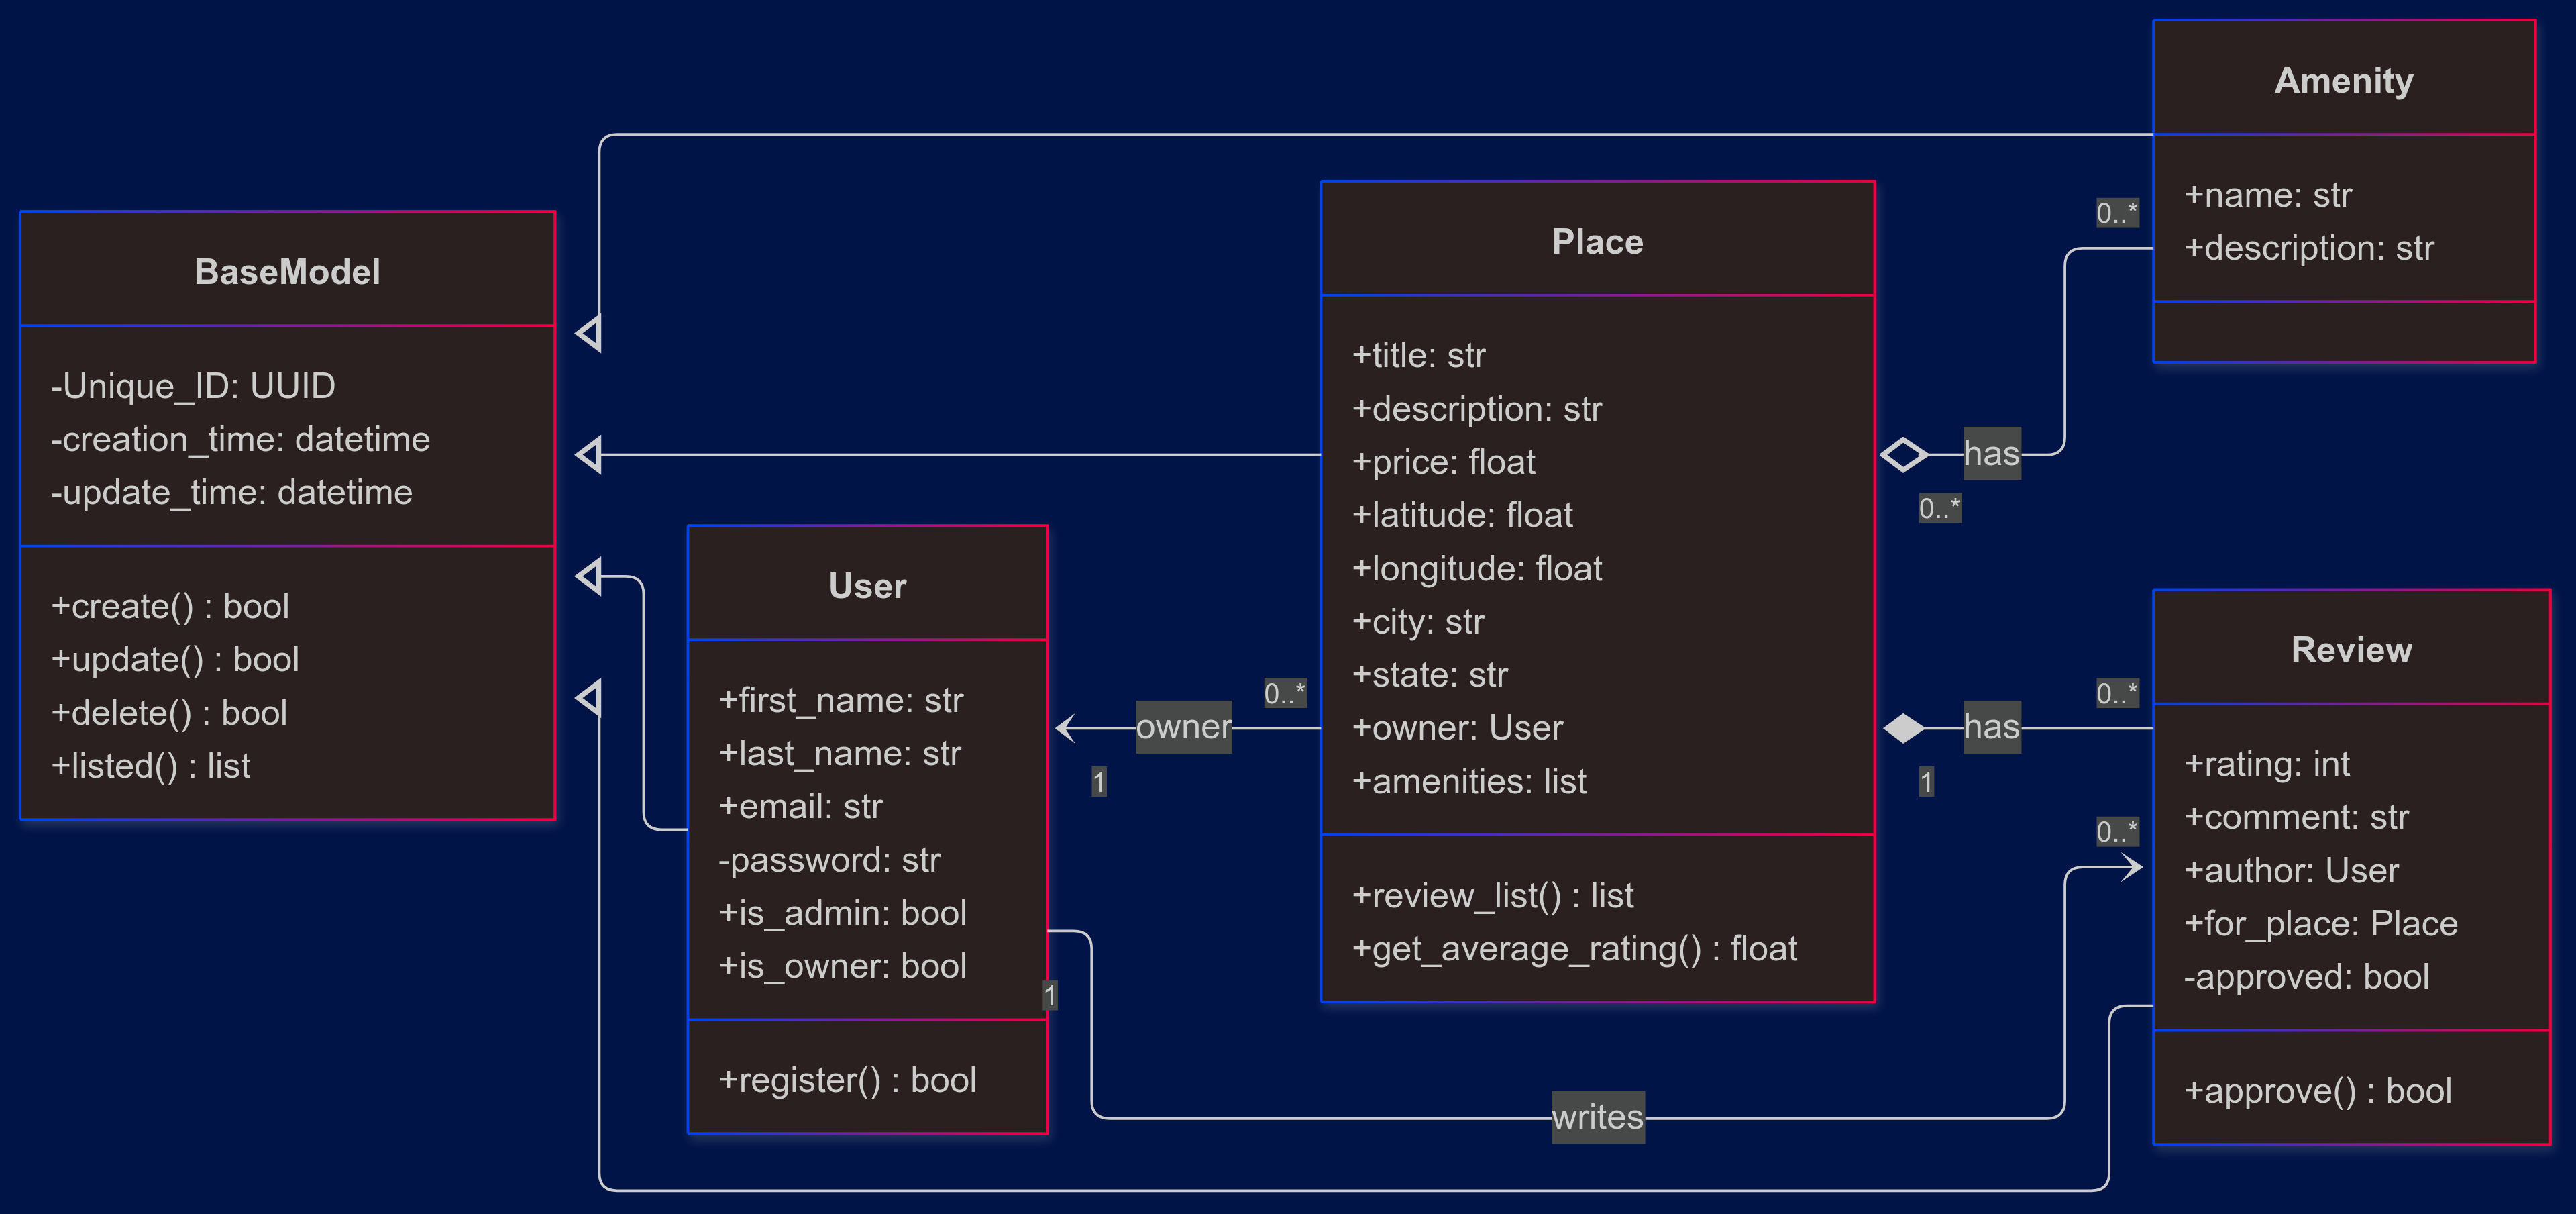 BaseModel
-Unique_ID: UUID
-creation_time: datetime
-update_time: datetime
+create() : bool
+update() : bool
+delete() : bool
+listed() : list
User
+first_name: str
+last_name: str
+email: str
-password: str
+is_admin: bool
+is_owner: bool
+register() : bool
1
owner
0..*
1
writes
0..*
Place
+title: str
+description: str
+price: float
+latitude: float
+longitude: float
+city: str
+state: str
+owner: User
+amenities: list
+review_list() : list
+get_average_rating() : float
has
0..*
0..*
has
1
0..*
Amenity
+name: str
+description: str
Review
+rating: int
+comment: str
+author: User
+for_place: Place
-approved: bool
+approve() : bool